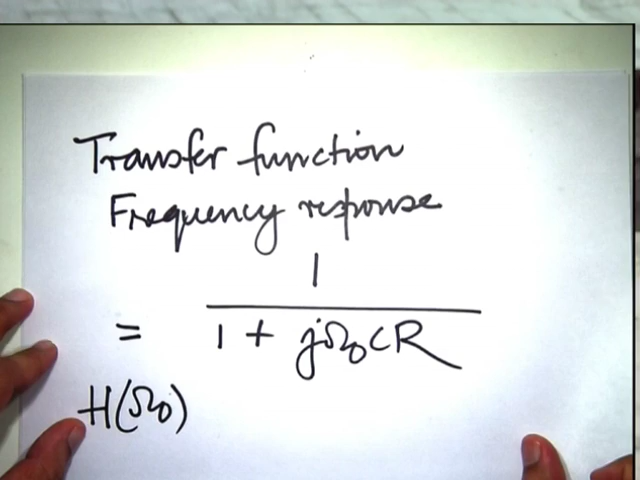 Transfer function
Frequency response
= 1 / (1 + jΩ₀CR)
H(Ω₀)